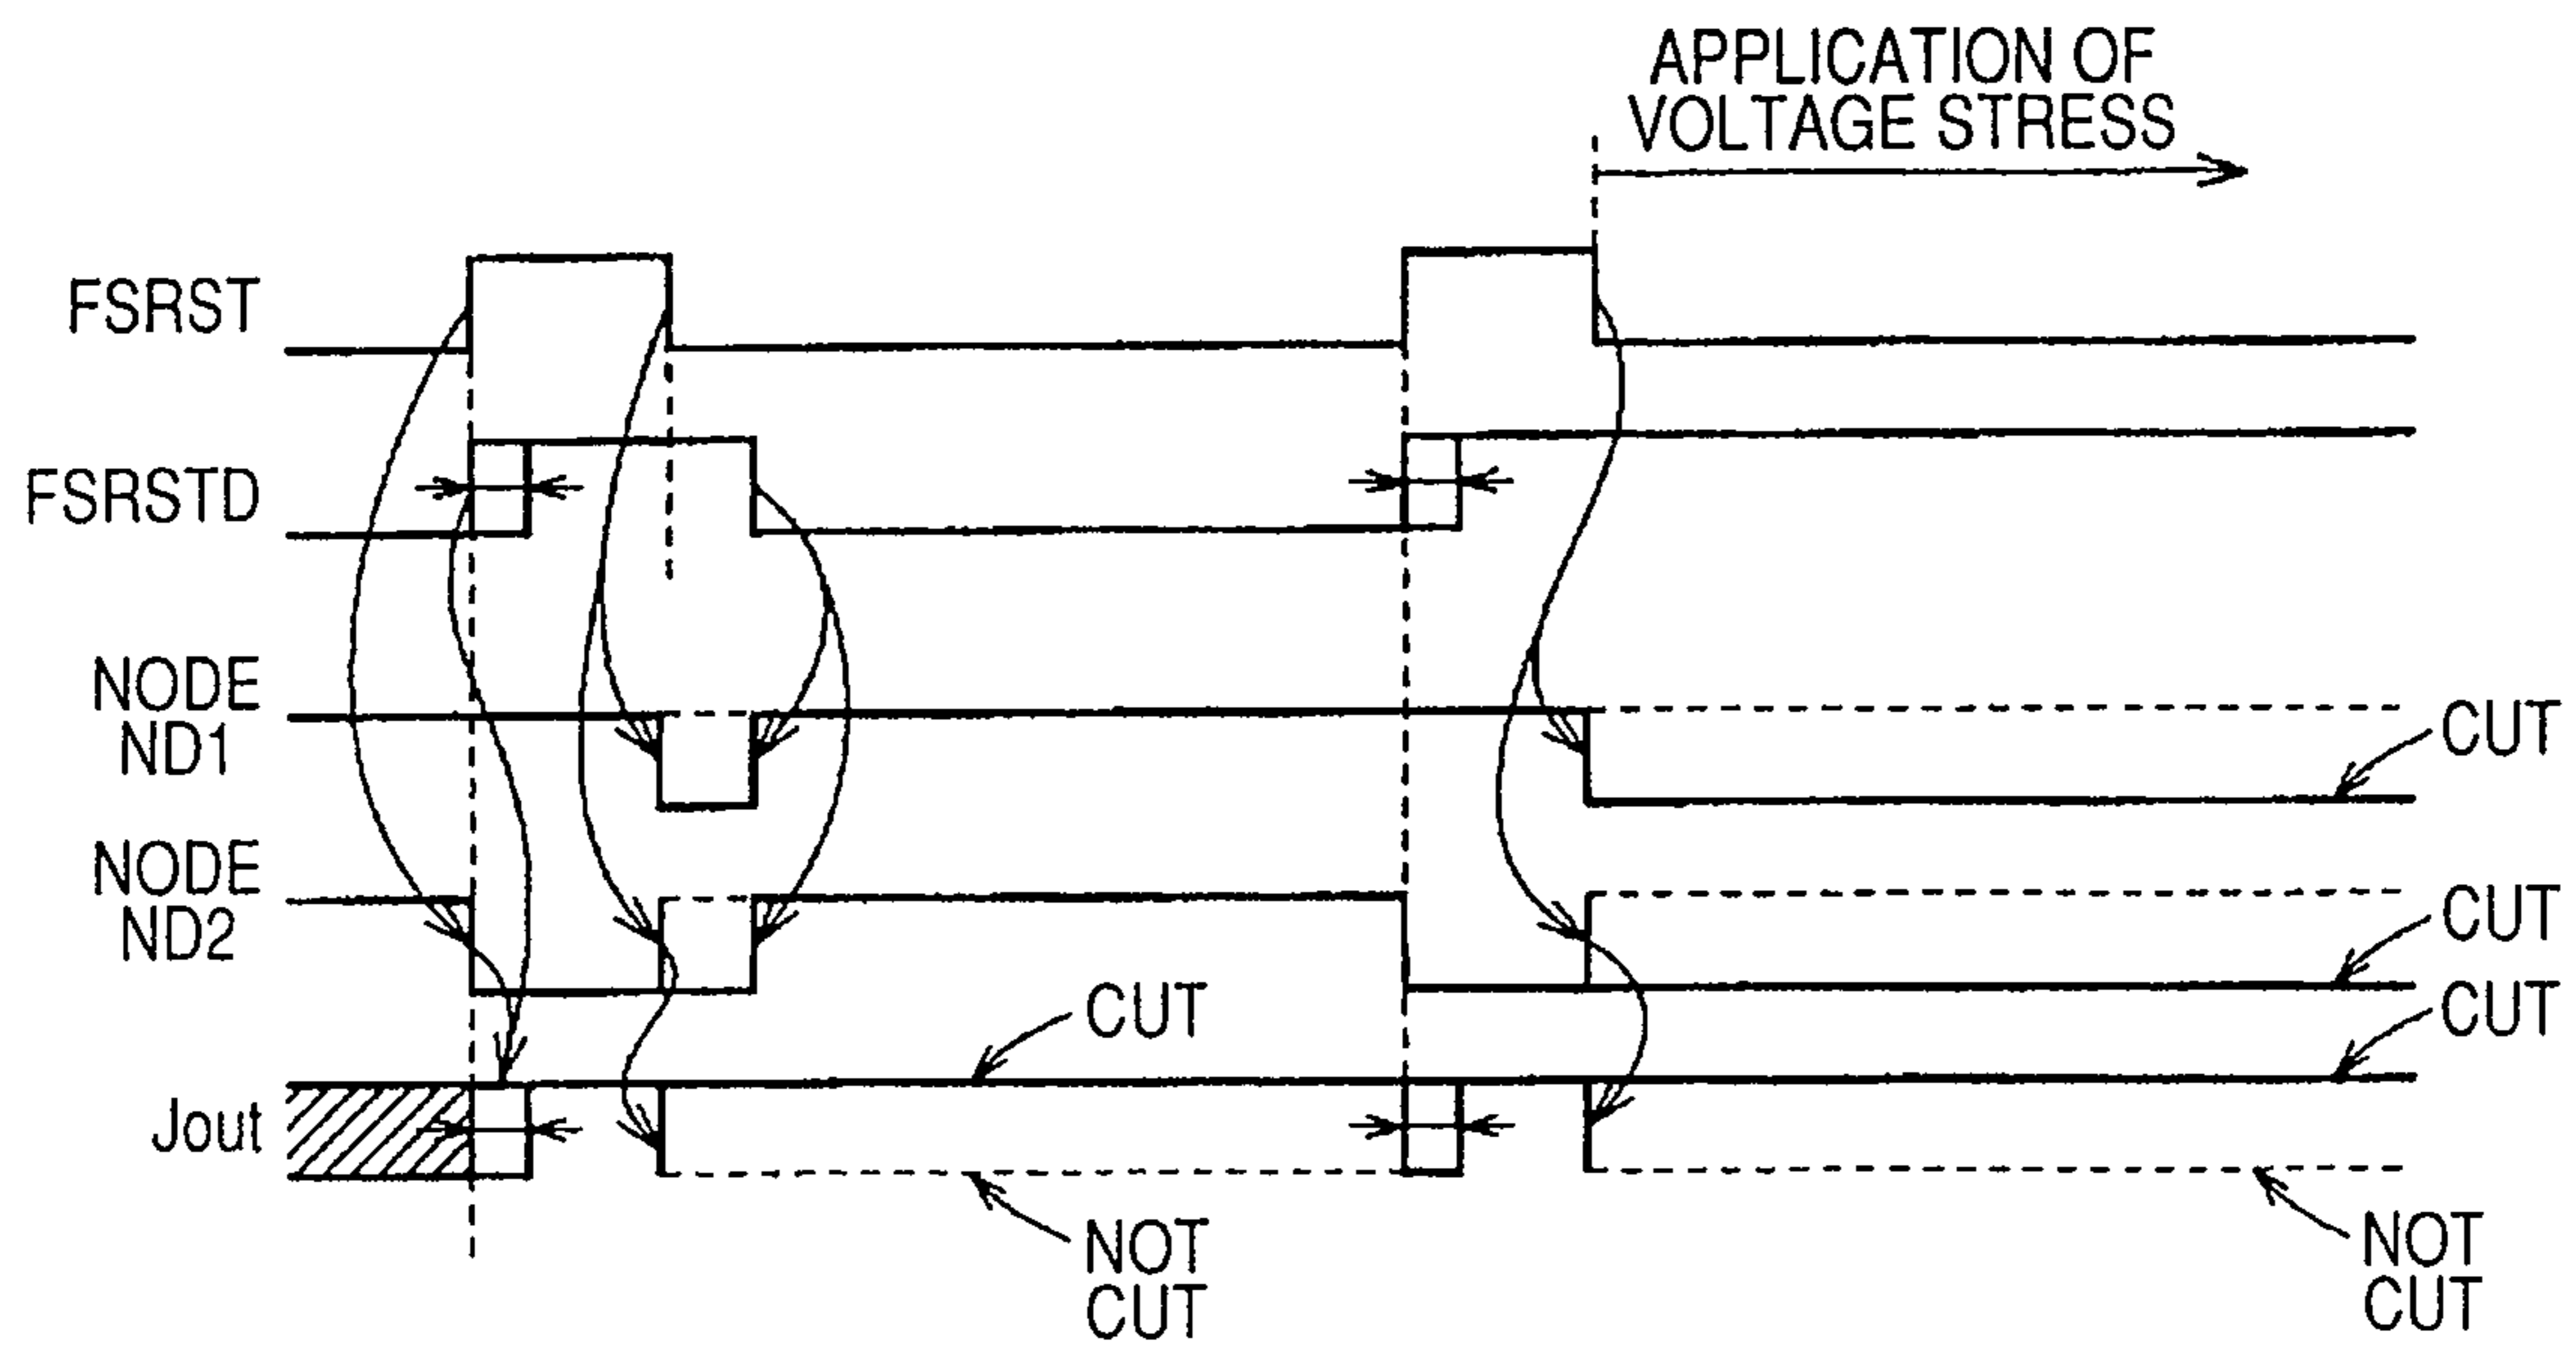 APPLICATION OF
VOLTAGE STRESS
FSRST
FSRSTD
NODE
ND1
CUT
NODE
ND2
CUT
CUT
CUT
Jout
NOT
CUT
NOT
CUT